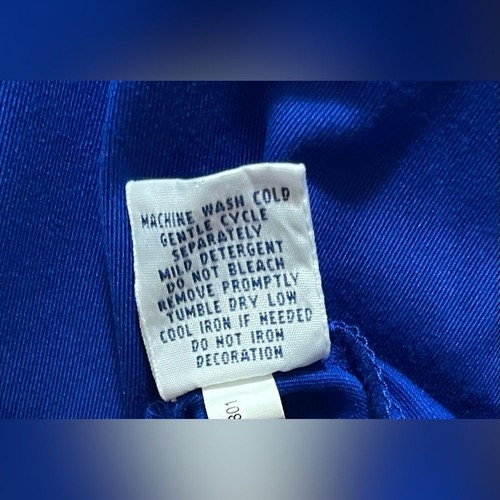 MACHINE WASH COLD
GENTLE CYCLE
SEPARATELY
MILD DETERGENT
DO NOT BLEACH
REMOVE PROMPTLY
TUMBLE DRY LOW
COOL IRON IF NEEDED
DO NOT IRON
DECORATION